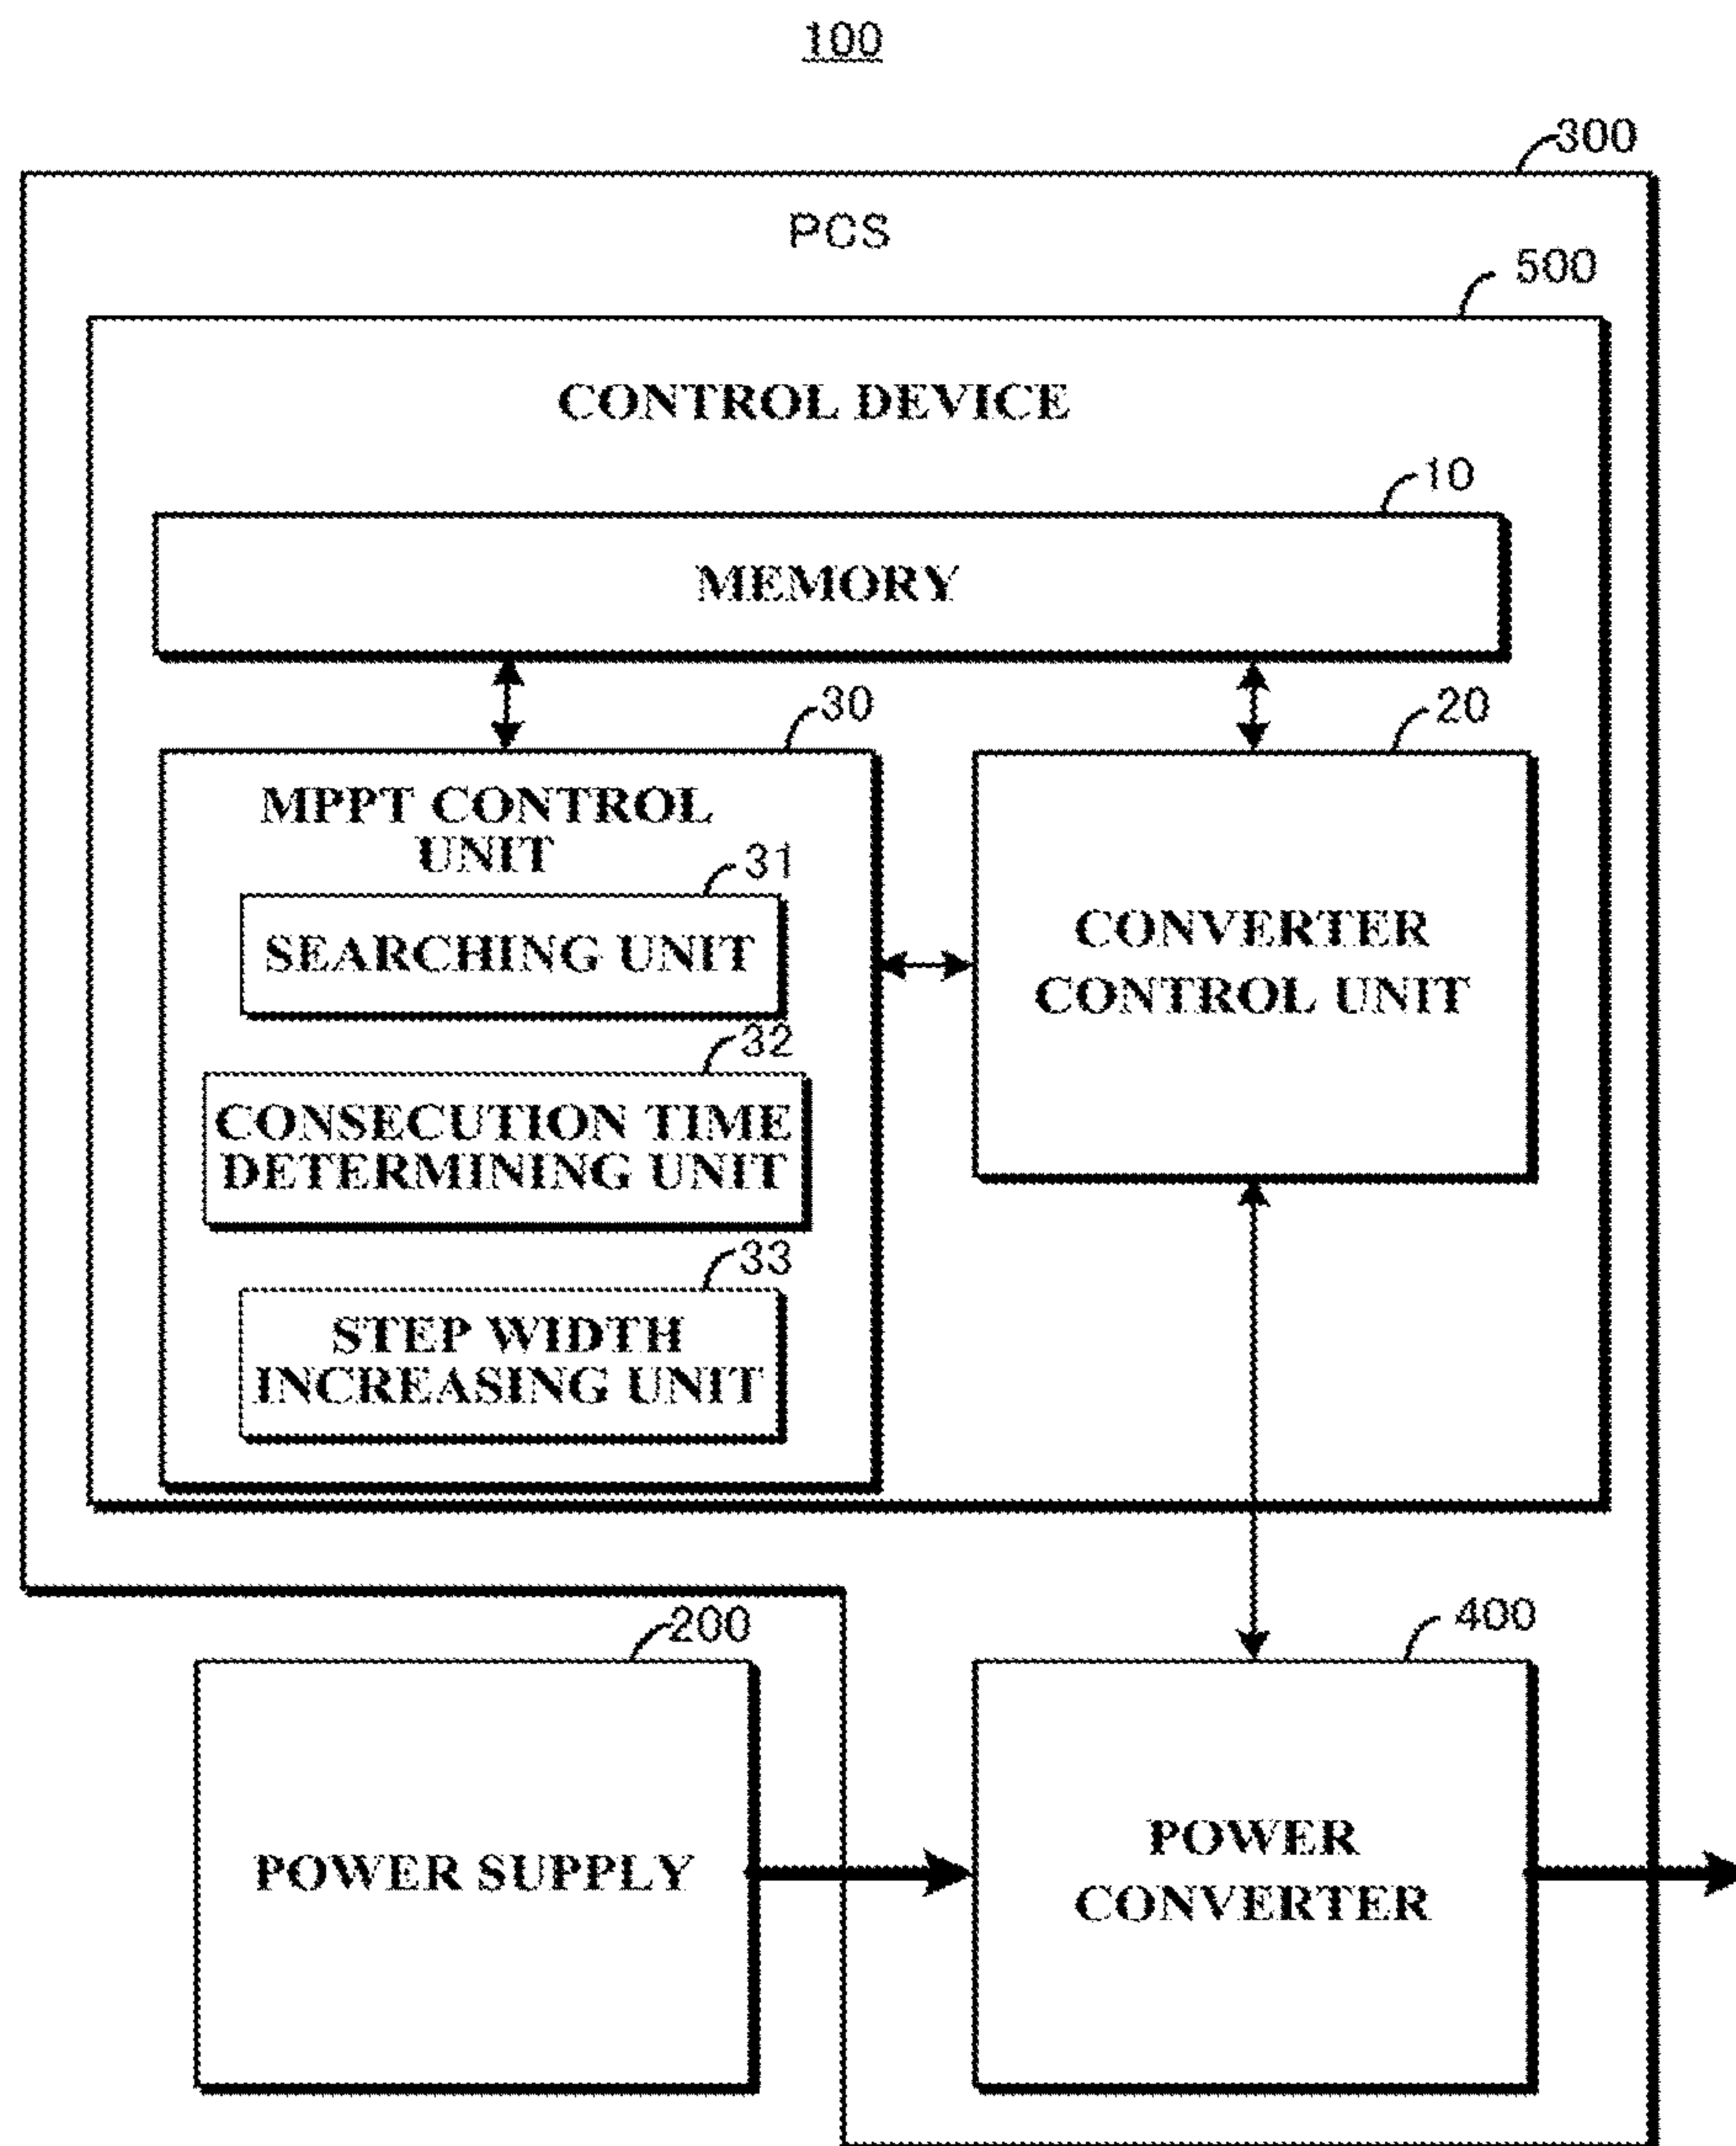 100
300
PCS
500
CONTROL DEVICE
10
MEMORY
30
20
MPPT CONTROL
UNIT
31
SEARCHING UNIT
32
CONSECUTION TIME
DETERMINING UNIT
33
STEP WIDTH
INCREASING UNIT
CONVERTER
CONTROL UNIT
200
400
POWER SUPPLY
POWER
CONVERTER